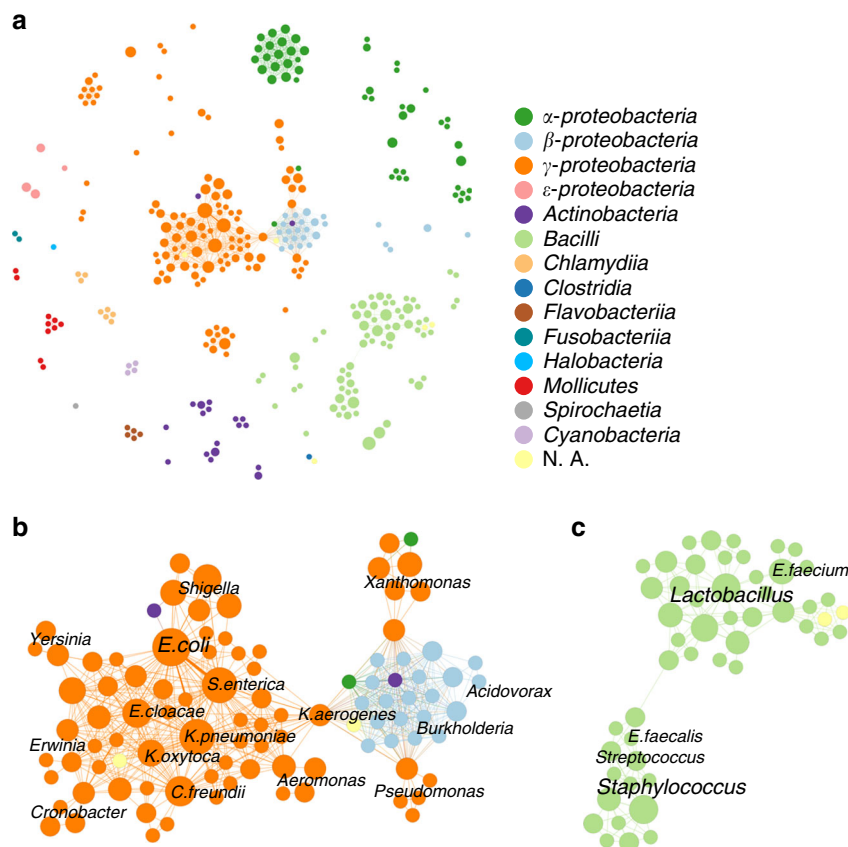 a
α-proteobacteria
β-proteobacteria
γ-proteobacteria
ε-proteobacteria
Actinobacteria
Bacilli
Chlamydiia
Clostridia
Flavobacteriia
Fusobacteriia
Halobacteria
Mollicutes
Spirochaetia
Cyanobacteria
N. A.
b
Shigella
Xanthomonas
Yersinia
E.coli
S.enterica
Acidovorax
E.cloacae
K.aerogenes
Burkholderia
Erwinia
K.pneumoniae
K.oxytoca
Aeromonas
Pseudomonas
Cronobacter
C.freundii
c
E.faecium
Lactobacillus
E.faecalis
Streptococcus
Staphylococcus